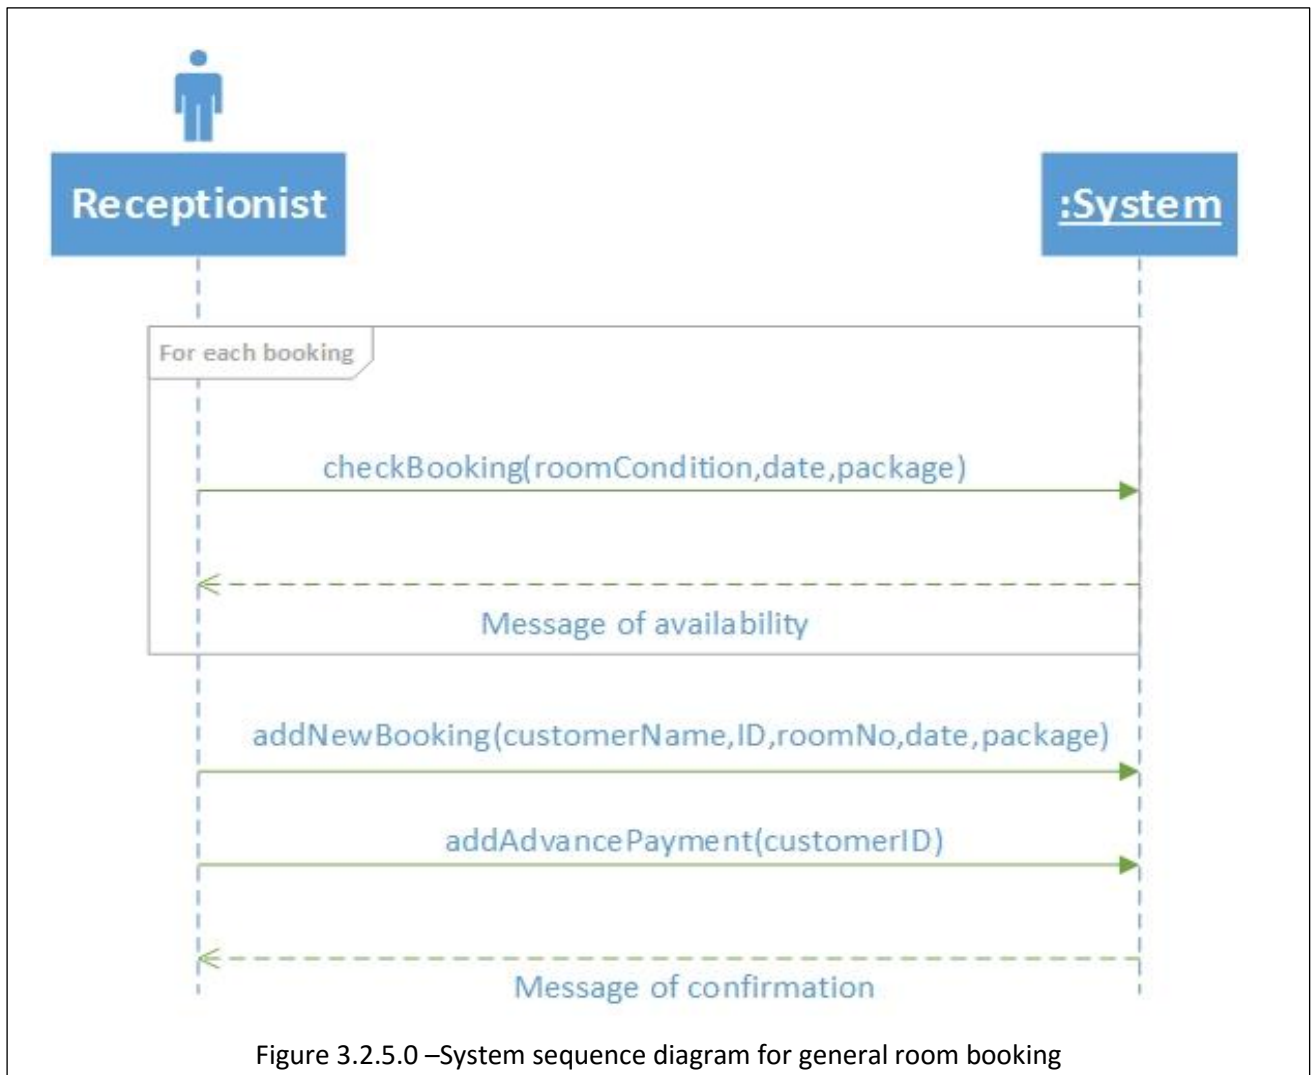 Receptionist
:System
For each booking
checkBooking(roomCondition,date,package)
Message of availability
addNewBooking(customerName,ID,roomNo,date,package)
addAdvancePayment(customerID)
Message of confirmation
Figure 3.2.5.0 –System sequence diagram for general room booking